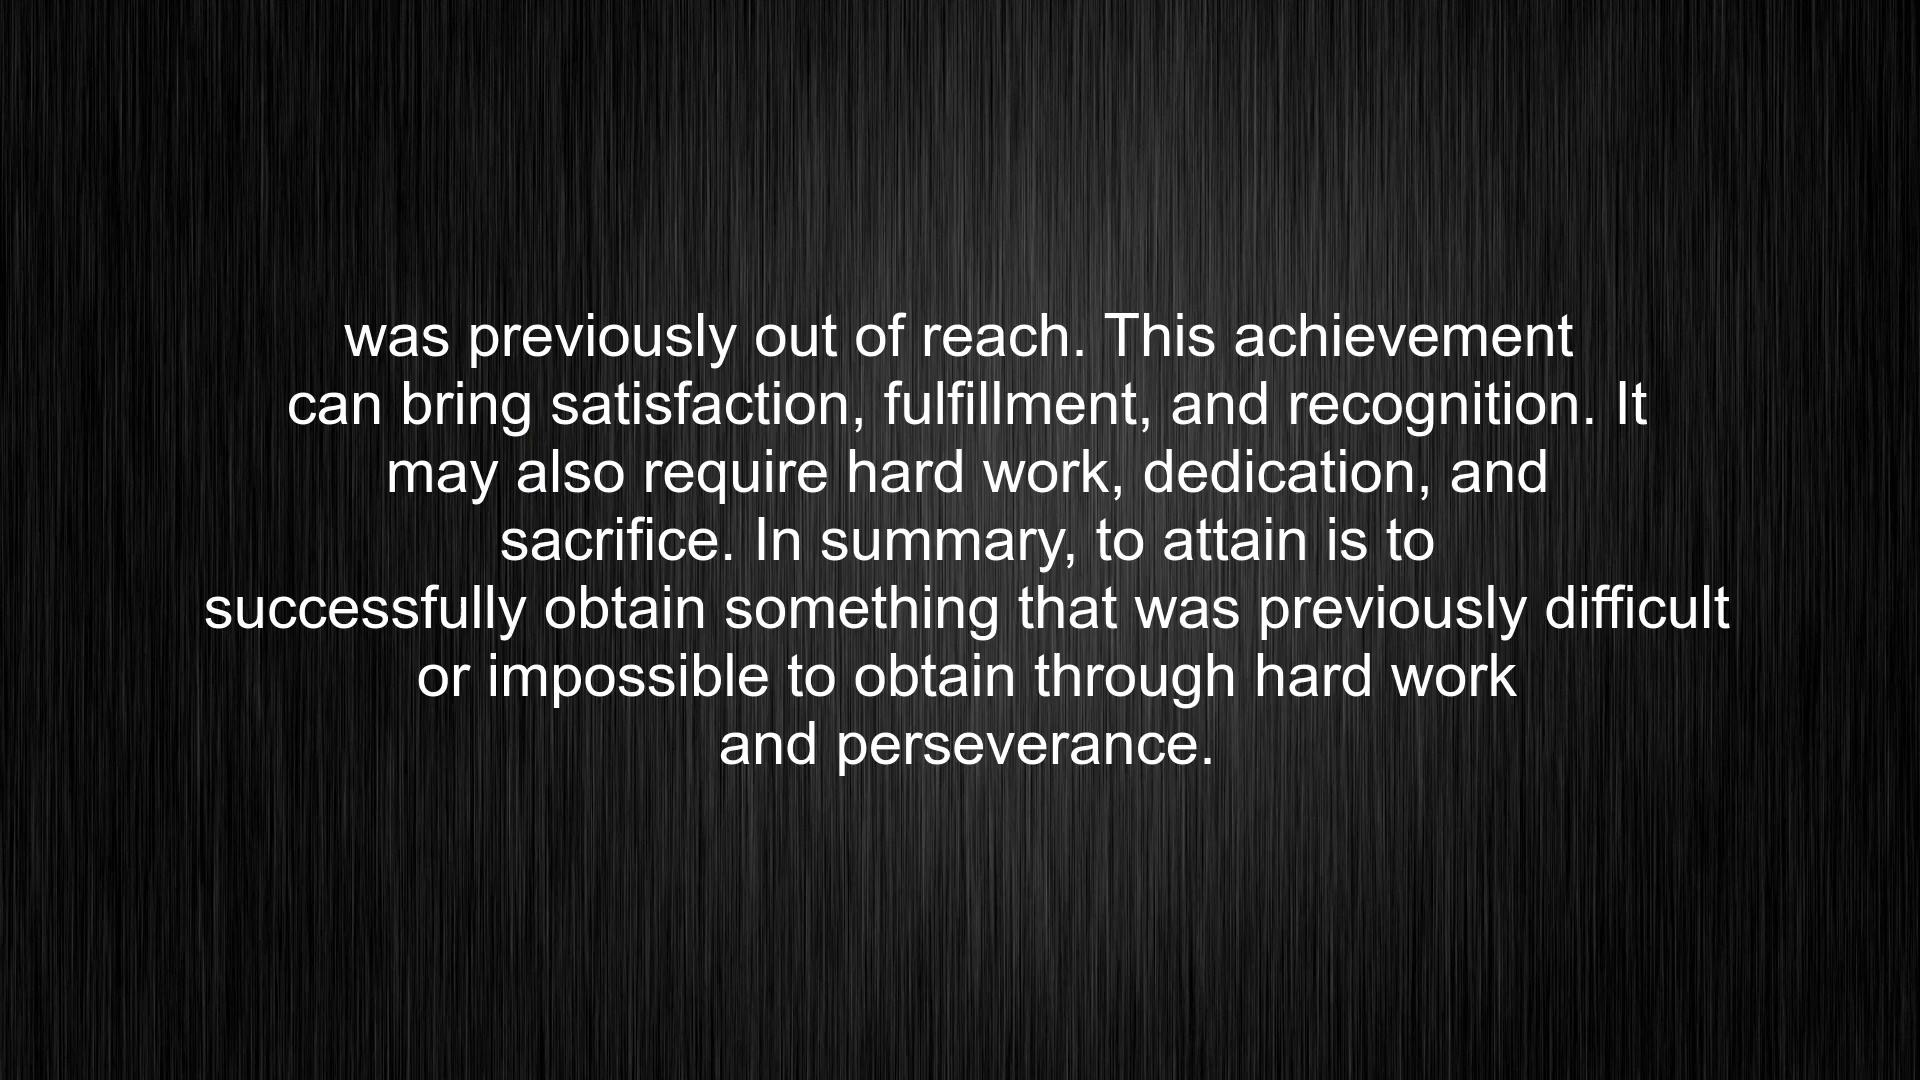 was previously out of reach. This achievement
can bring satisfaction, fulfillment, and recognition. It
may also require hard work, dedication, and
sacrifice. In summary, to attain is to
successfully obtain something that was previously difficult
or impossible to obtain through hard work
and perseverance.